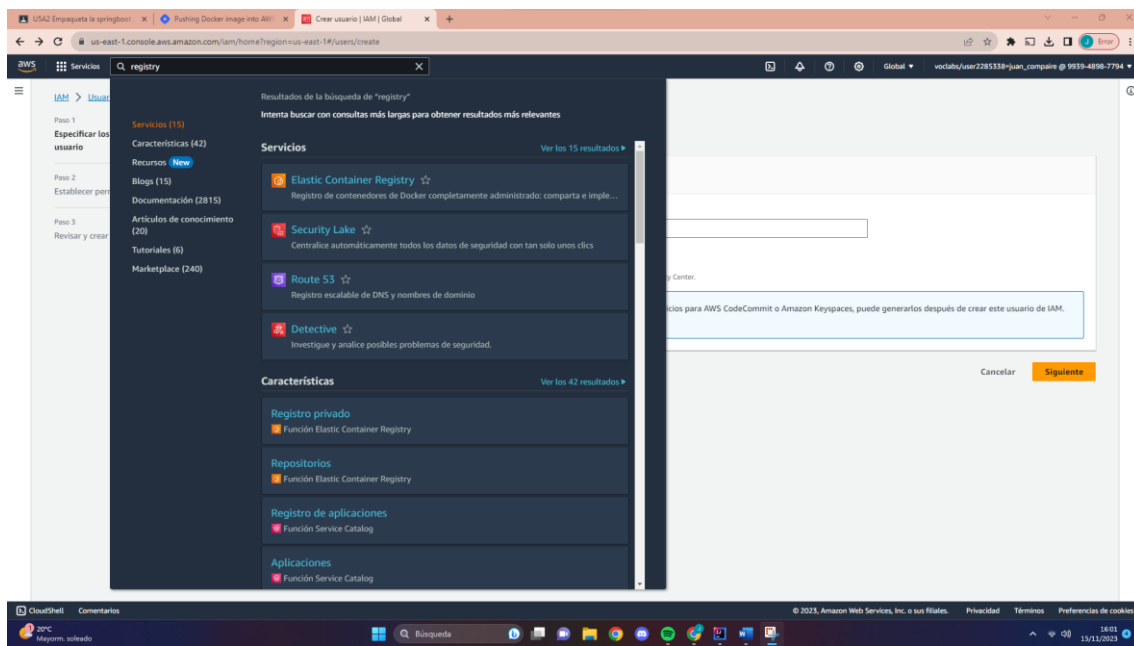 USA2 Empaqueta la springboot
Pushing Docker image into AWS
Crear usuario | IAM | Global
us-east-1.console.aws.amazon.com/iam/home?region=us-east-1#/users/create
Error
aws
Servicios
registry
Global
voclabs/user2285338=juan_compaire @ 9939-4898-7794
IAM > Usuar
Paso 1
Especificar los
usuario
Paso 2
Establecer perm
Paso 3
Revisar y crear
Servicios (15)
Características (42)
Recursos New
Blogs (15)
Documentación (2815)
Artículos de conocimiento
(20)
Tutoriales (6)
Marketplace (240)
Resultados de la búsqueda de "registry"
Intenta buscar con consultas más largas para obtener resultados más relevantes
Servicios
Ver los 15 resultados
Elastic Container Registry
Registro de contenedores de Docker completamente administrado: comparta e imple...
Security Lake
Centralice automáticamente todos los datos de seguridad con tan solo unos clics
Route 53
Registro escalable de DNS y nombres de dominio
Detective
Investigue y analice posibles problemas de seguridad.
Características
Ver los 42 resultados
Registro privado
Función Elastic Container Registry
Repositorios
Función Elastic Container Registry
Registro de aplicaciones
Función Service Catalog
Aplicaciones
Función Service Catalog
y Center.
icios para AWS CodeCommit o Amazon Keyspaces, puede generarlos después de crear este usuario de IAM.
Cancelar
Siguiente
CloudShell
Comentarios
© 2023, Amazon Web Services, Inc. o sus filiales.
Privacidad
Términos
Preferencias de cookies
20°C
Mayorm. soleado
Búsqueda
16:01
15/11/2023